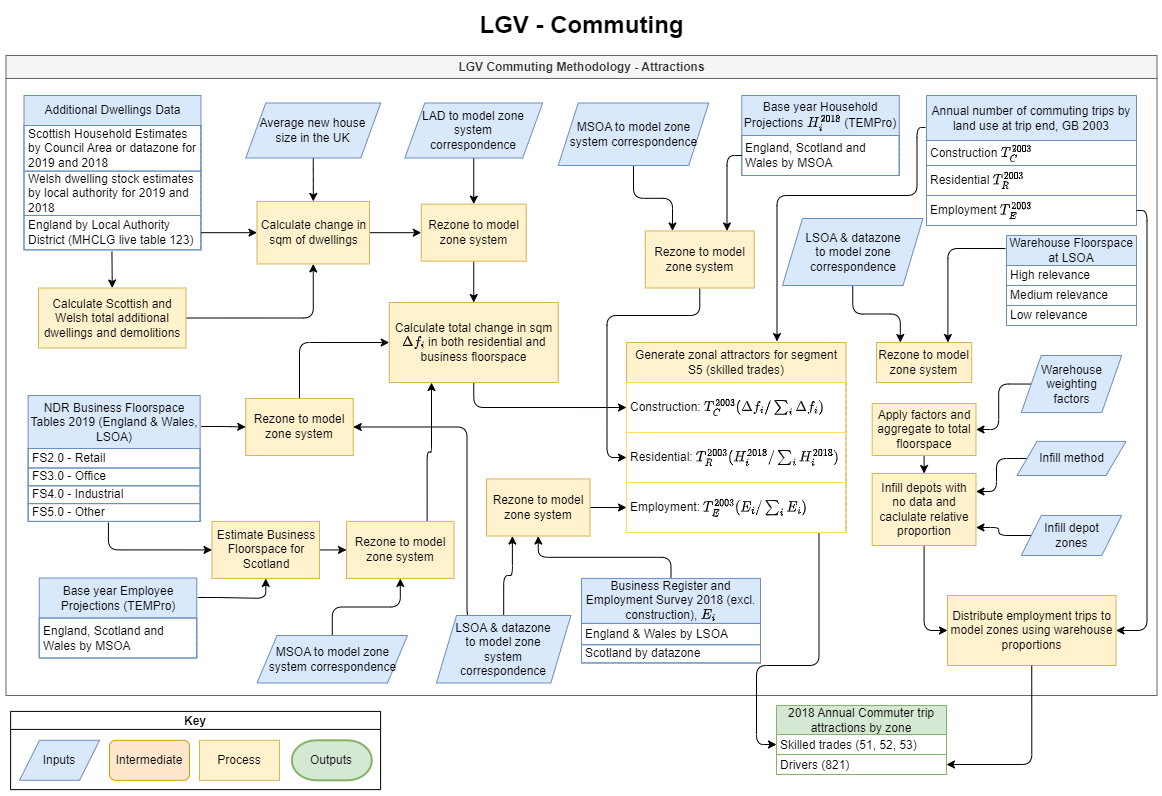 LGV - Commuting
LGV Commuting Methodology - Attractions
Additional Dwellings Data
Scottish Household Estimates
by Council Area or datazone for
2019 and 2018
Welsh dwelling stock estimates
by local authority for 2019 and
2018
England by Local Authority
District (MHCLG live table 123)
Average new house
size in the UK
LAD to model zone
system
correspondence
MSOA to model zone
system correspondence
Base year Household
Projections $H_i^{2018}$ (TEMPro)
England, Scotland and
Wales by MSOA
Annual number of commuting trips by
land use at trip end, GB 2003
Construction $T_C^{2003}$
Residential $T_R^{2003}$
Employment $T_E^{2003}$
Calculate change in
sqm of dwellings
Rezone to model
zone system
Rezone to model
zone system
LSOA & datazone
to model zone
correspondence
Warehouse Floorspace
at LSOA
High relevance
Medium relevance
Low relevance
Calculate Scottish and
Welsh total additional
dwellings and demolitions
Calculate total change in sqm
$\Delta f_i$ in both residential and
business floorspace
Generate zonal attractors for segment
S5 (skilled trades)
Construction: $T_C^{2003}(\Delta f_i / \sum_i \Delta f_i)$
Residential: $T_R^{2003}(H_i^{2018} / \sum_i H_i^{2018})$
Employment: $T_E^{2003}(E_i / \sum_i E_i)$
Rezone to model
zone system
Warehouse
weighting
factors
Apply factors and
aggregate to total
floorspace
Infill method
Infill depots with
no data and
caclulate relative
proportion
Infill depot
zones
NDR Business Floorspace
Tables 2019 (England & Wales,
LSOA)
FS2.0 - Retail
FS3.0 - Office
FS4.0 - Industrial
FS5.0 - Other
Rezone to model
zone system
Rezone to model
zone system
Estimate Business
Floorspace for
Scotland
Rezone to model
zone system
Base year Employee
Projections (TEMPro)
England, Scotland and
Wales by MSOA
MSOA to model zone
system correspondence
LSOA & datazone
to model zone
system
correspondence
Business Register and
Employment Survey 2018 (excl.
construction), $E_i$
England & Wales by LSOA
Scotland by datazone
Distribute employment trips to
model zones using warehouse
proportions
2018 Annual Commuter trip
attractions by zone
Skilled trades (51, 52, 53)
Drivers (821)
Key
Inputs
Intermediate
Process
Outputs